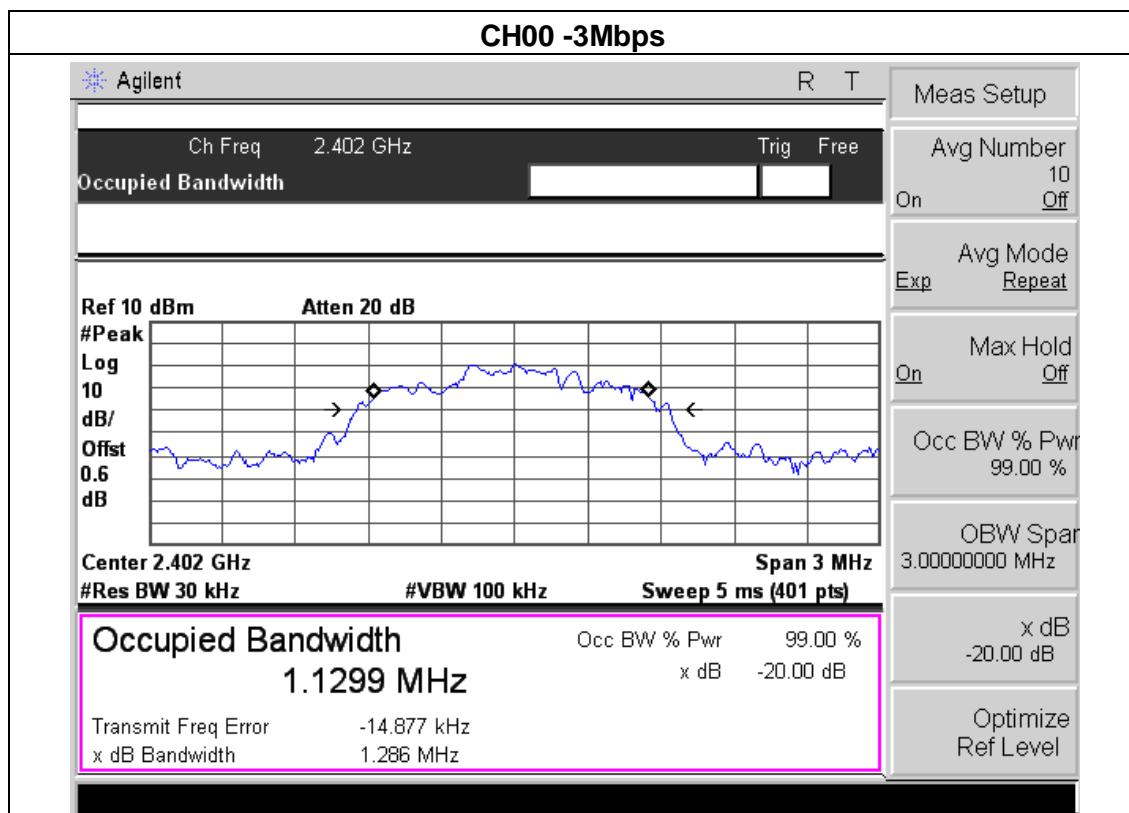 CH00 -3Mbps
Agilent R T
Ch Freq 2.402 GHz Trig Free
Occupied Bandwidth
Ref 10 dBm Atten 20 dB
#Peak
Log
10
dB/
Offst
0.6
dB
Center 2.402 GHz Span 3 MHz
#Res BW 30 kHz #VBW 100 kHz Sweep 5 ms (401 pts)
Occupied Bandwidth Occ BW % Pwr 99.00 %
1.1299 MHz x dB -20.00 dB
Transmit Freq Error -14.877 kHz
x dB Bandwidth 1.286 MHz
Meas Setup
Avg Number
10
On Off
Avg Mode
Exp Repeat
Max Hold
On Off
Occ BW % Pwr
99.00 %
OBW Span
3.00000000 MHz
x dB
-20.00 dB
Optimize
Ref Level